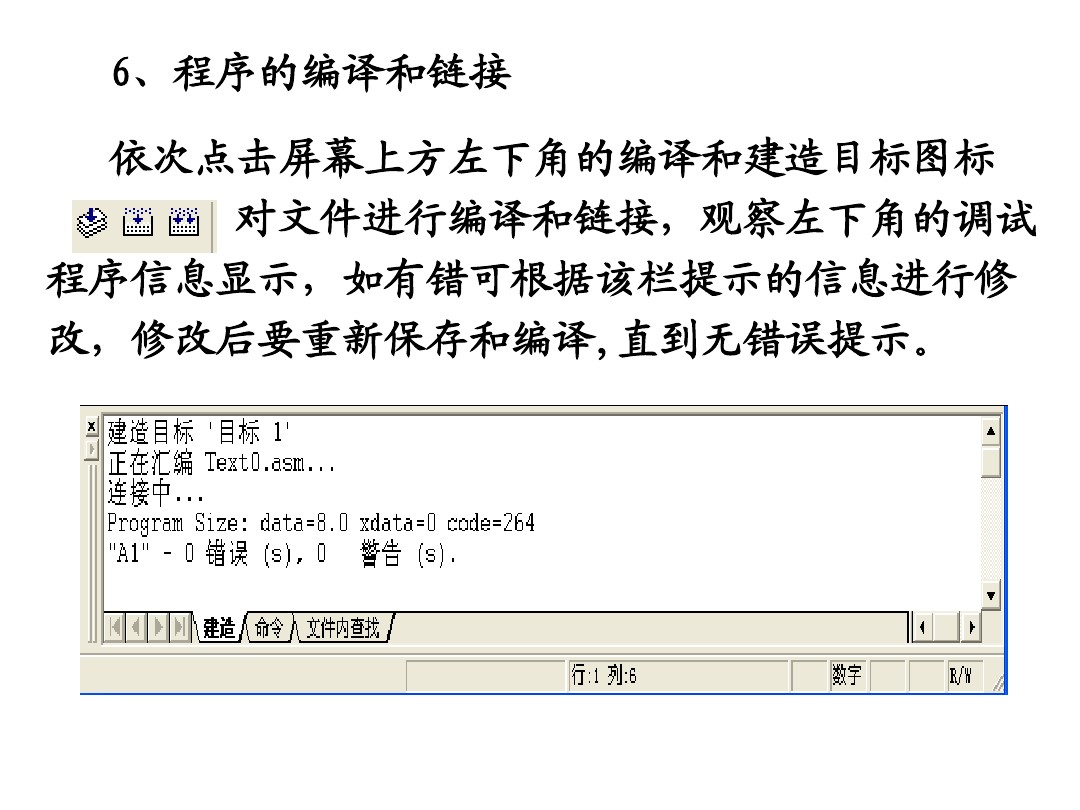 6、程序的编译和链接
依次点击屏幕上方左下角的编译和建造目标图标
对文件进行编译和链接，观察左下角的调试
程序信息显示，如有错可根据该栏提示的信息进行修
改，修改后要重新保存和编译,直到无错误提示。
建造目标 '目标 1'
正在汇编 Text0.asm...
连接中...
Program Size: data=8.0 xdata=0 code=264
"A1" - 0 错误 (s), 0 警告 (s).
建造 命令 文件内查找
行:1 列:6 数字 R/W